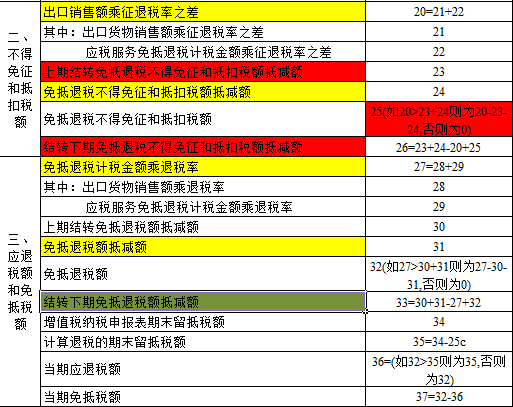 二、不得免征和抵扣税额
出口销售额乘征退税率之差 20=21+22
其中：出口货物销售额乘征退税率之差 21
应税服务免抵退税计税金额乘征退税率之差 22
上期结转免抵退税不得免征和抵扣税额抵减额 23
免抵退税不得免征和抵扣税额抵减额 24
免抵退税不得免征和抵扣税额 25(如20>23+24则为20-23-24,否则为0)
结转下期免抵退税不得免征和抵扣税额抵减额 26=23+24-20+25
三、应退税额和免抵税额
免抵退税计税金额乘退税率 27=28+29
其中：出口货物销售额乘退税率 28
应税服务免抵退税计税金额乘退税率 29
上期结转免抵退税额抵减额 30
免抵退税额抵减额 31
免抵退税额 32(如27>30+31则为27-30-31,否则为0)
结转下期免抵退税额抵减额 33=30+31-27+32
增值税纳税申报表期末留抵税额 34
计算退税的期末留抵税额 35=34-25c
当期应退税额 36=(如32>35则为35,否则为32)
当期免抵税额 37=32-36